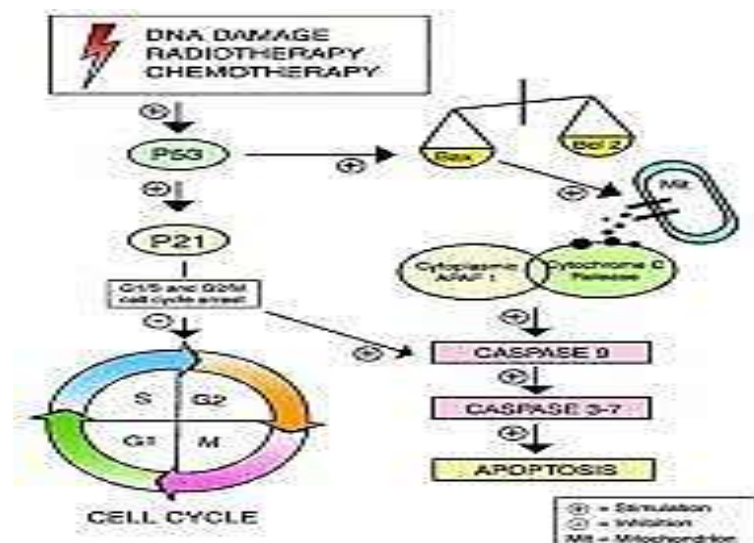 DNA DAMAGE
RADIOTHERAPY
CHEMOTHERAPY
+
P53
+
Bax
Bcl 2
+
Mit
+
P21
Cytoplasmic
APAF 1
Cytochrome C
Release
G1/S and G2/M
cell cycle arrest
-
+
+
CASPASE 9
+
CASPASE 3-7
+
APOPTOSIS
S
G2
G1
M
CELL CYCLE
+ = Stimulation
- = Inhibition
Mit = Mitochondrion